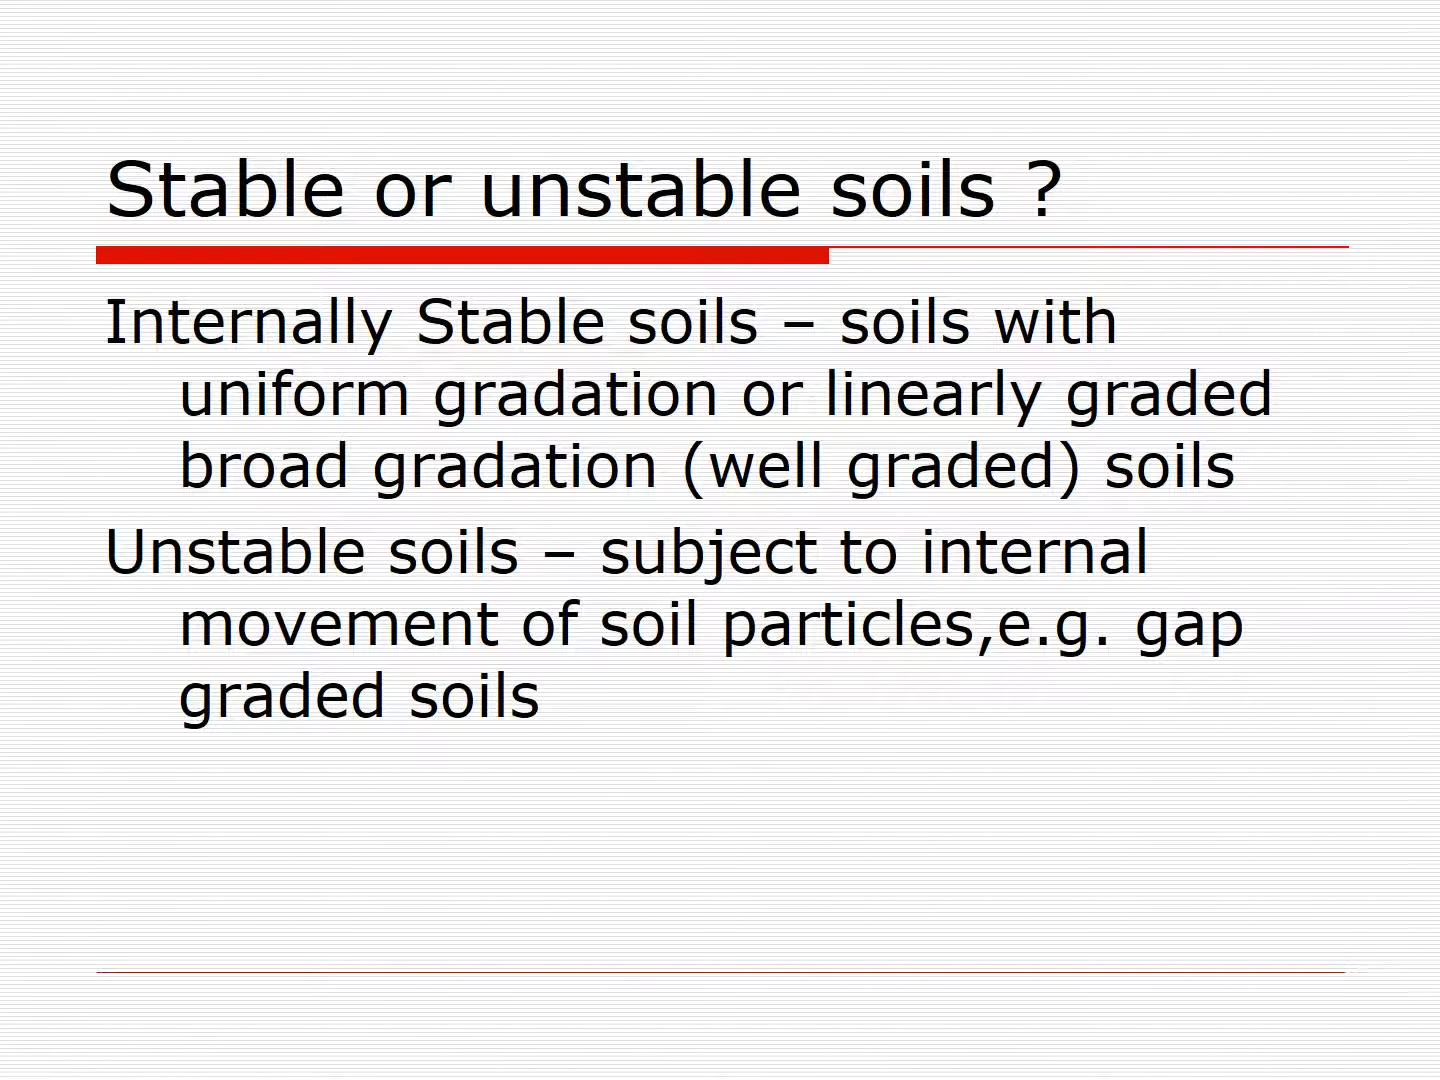 Stable or unstable soils ?
Internally Stable soils – soils with
uniform gradation or linearly graded
broad gradation (well graded) soils
Unstable soils – subject to internal
movement of soil particles,e.g. gap
graded soils